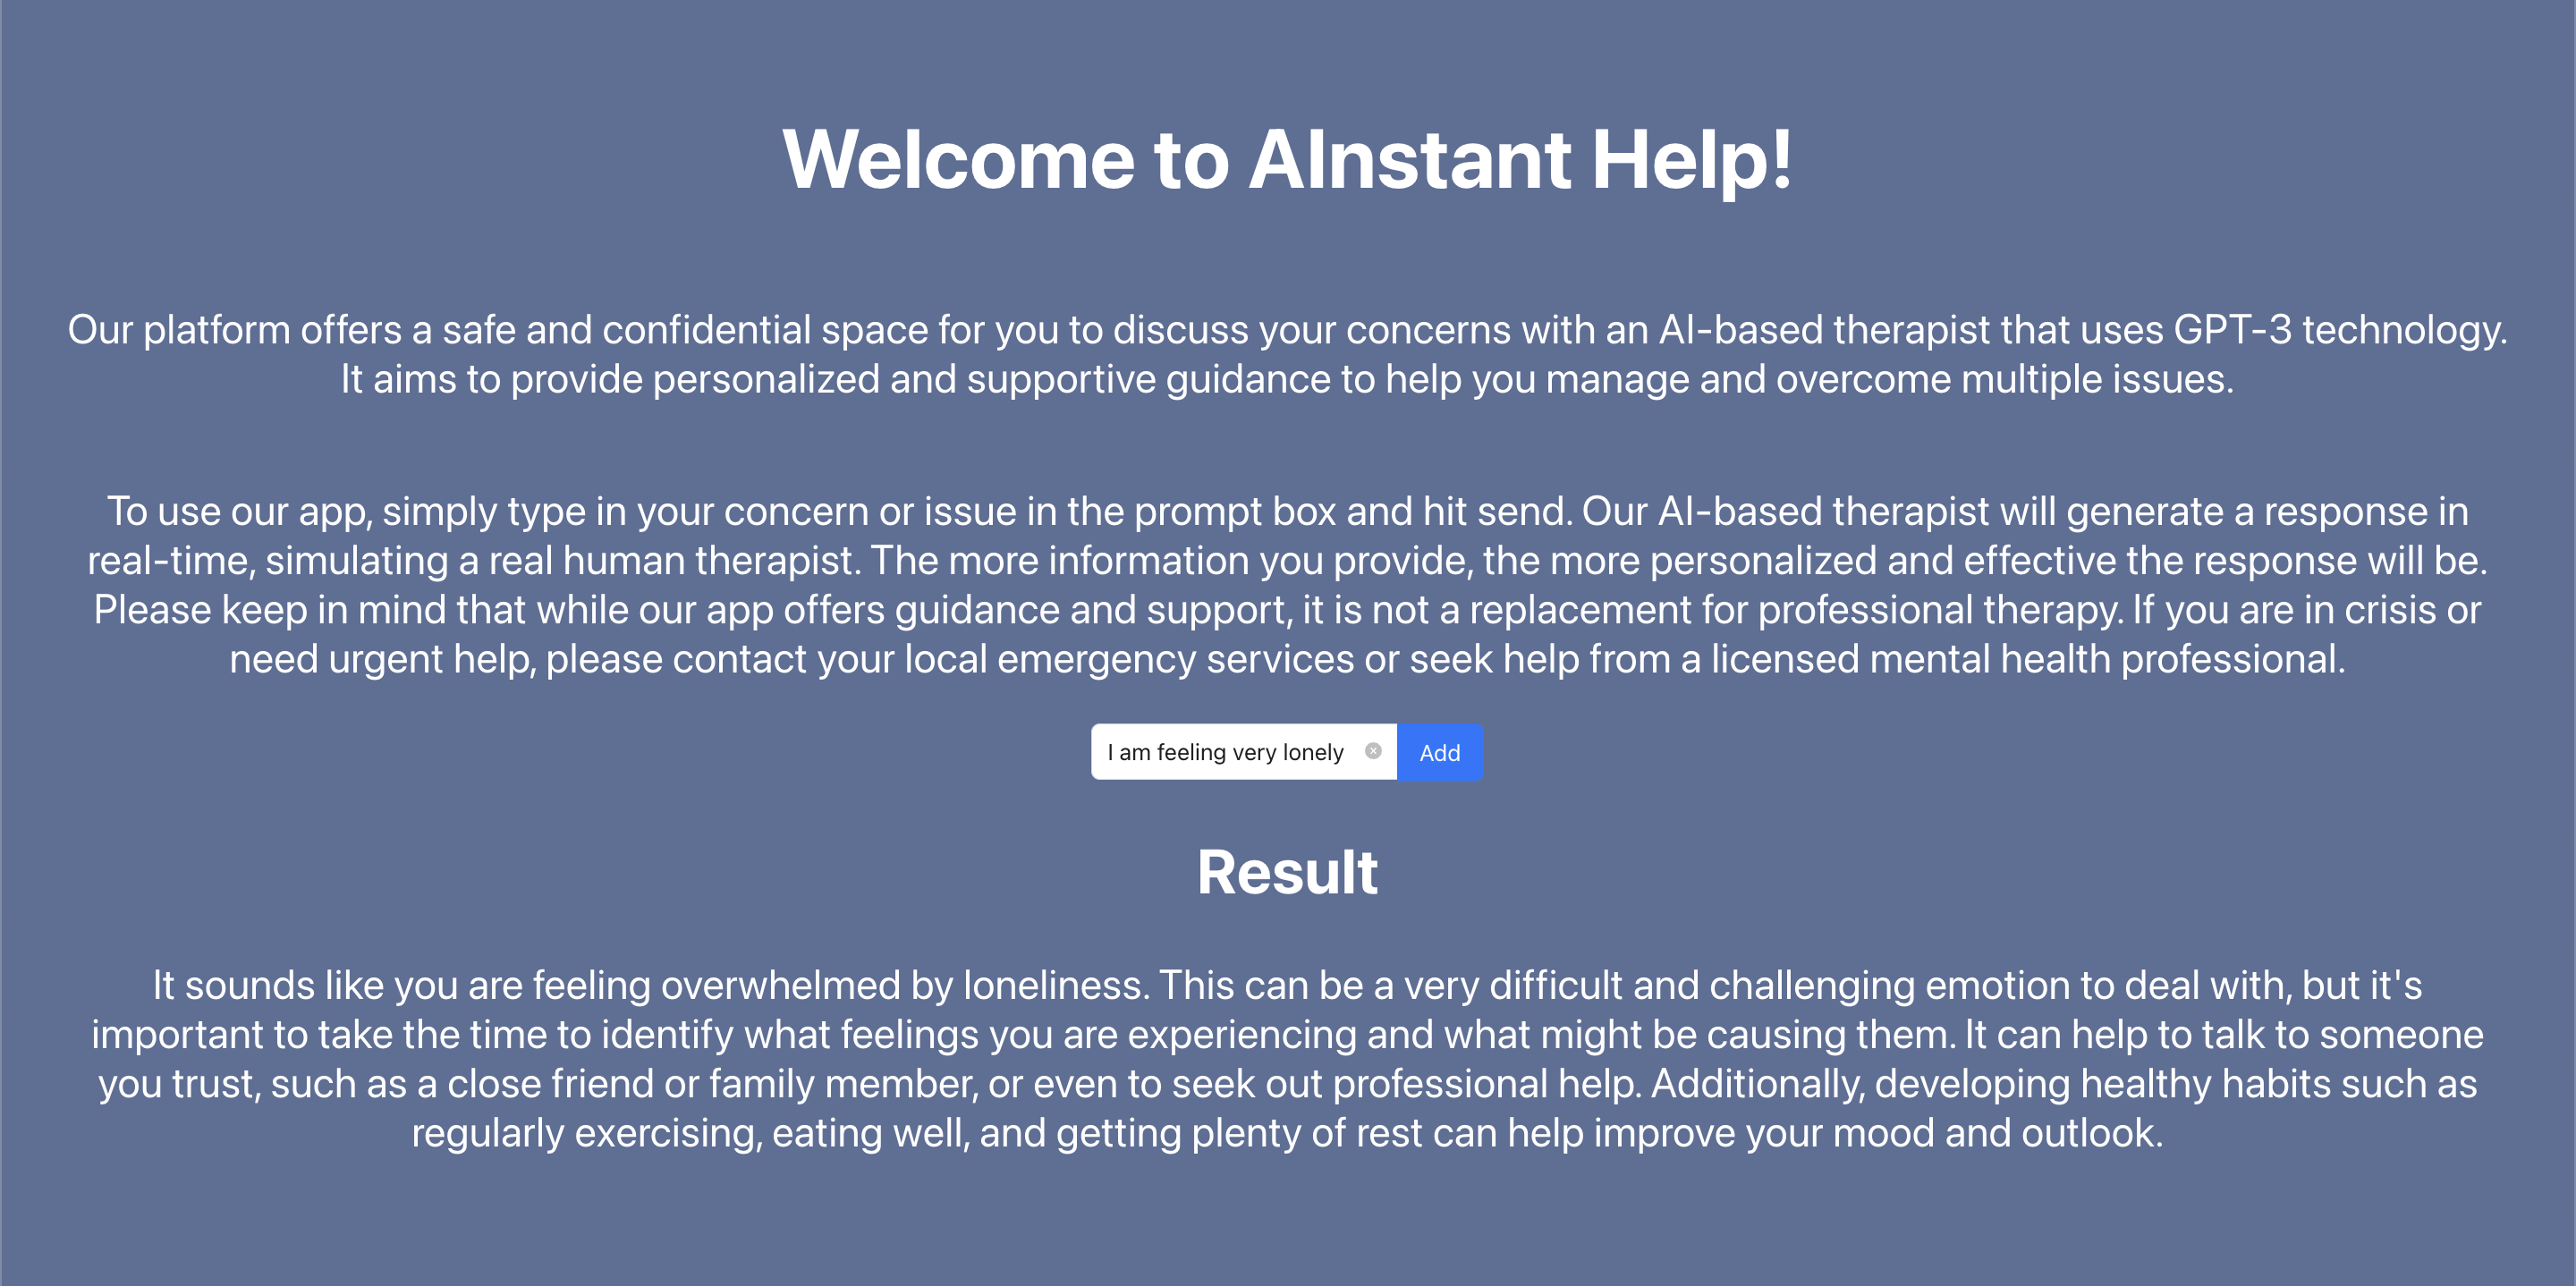 Welcome to AInstant Help!
Our platform offers a safe and confidential space for you to discuss your concerns with an AI-based therapist that uses GPT-3 technology.
It aims to provide personalized and supportive guidance to help you manage and overcome multiple issues.
To use our app, simply type in your concern or issue in the prompt box and hit send. Our AI-based therapist will generate a response in
real-time, simulating a real human therapist. The more information you provide, the more personalized and effective the response will be.
Please keep in mind that while our app offers guidance and support, it is not a replacement for professional therapy. If you are in crisis or
need urgent help, please contact your local emergency services or seek help from a licensed mental health professional.
I am feeling very lonely Add
Result
It sounds like you are feeling overwhelmed by loneliness. This can be a very difficult and challenging emotion to deal with, but it's
important to take the time to identify what feelings you are experiencing and what might be causing them. It can help to talk to someone
you trust, such as a close friend or family member, or even to seek out professional help. Additionally, developing healthy habits such as
regularly exercising, eating well, and getting plenty of rest can help improve your mood and outlook.